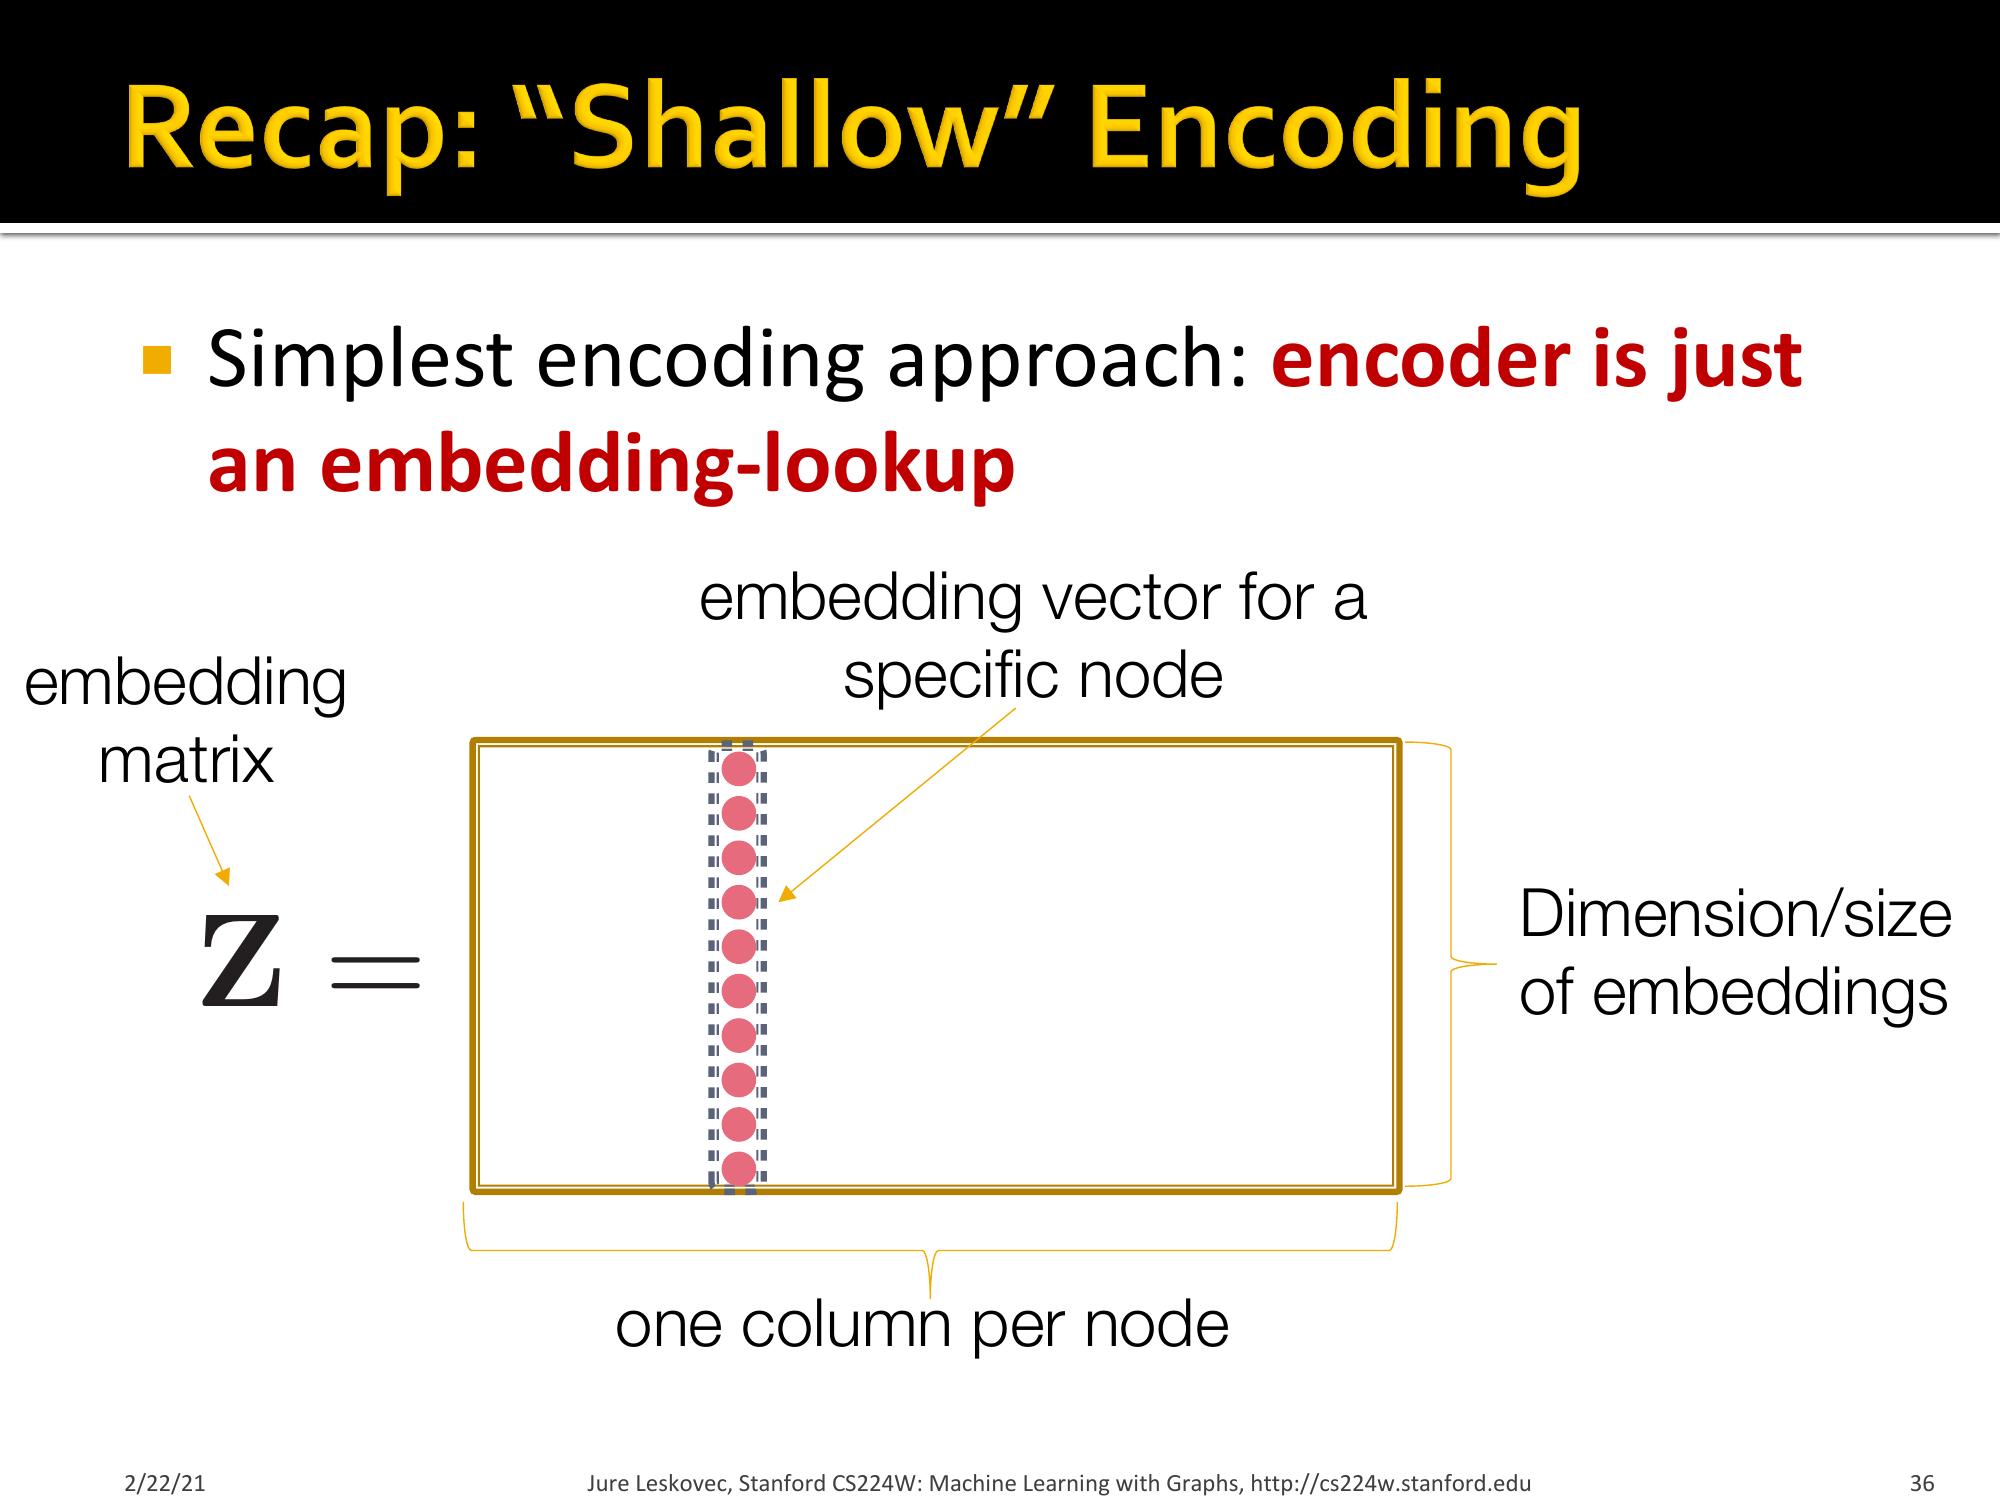 Recap: “Shallow” Encoding
Simplest encoding approach: encoder is just
an embedding-lookup
embedding vector for a
specific node
embedding
matrix
Z =
Dimension/size
of embeddings
one column per node
2/22/21
Jure Leskovec, Stanford CS224W: Machine Learning with Graphs, http://cs224w.stanford.edu
36